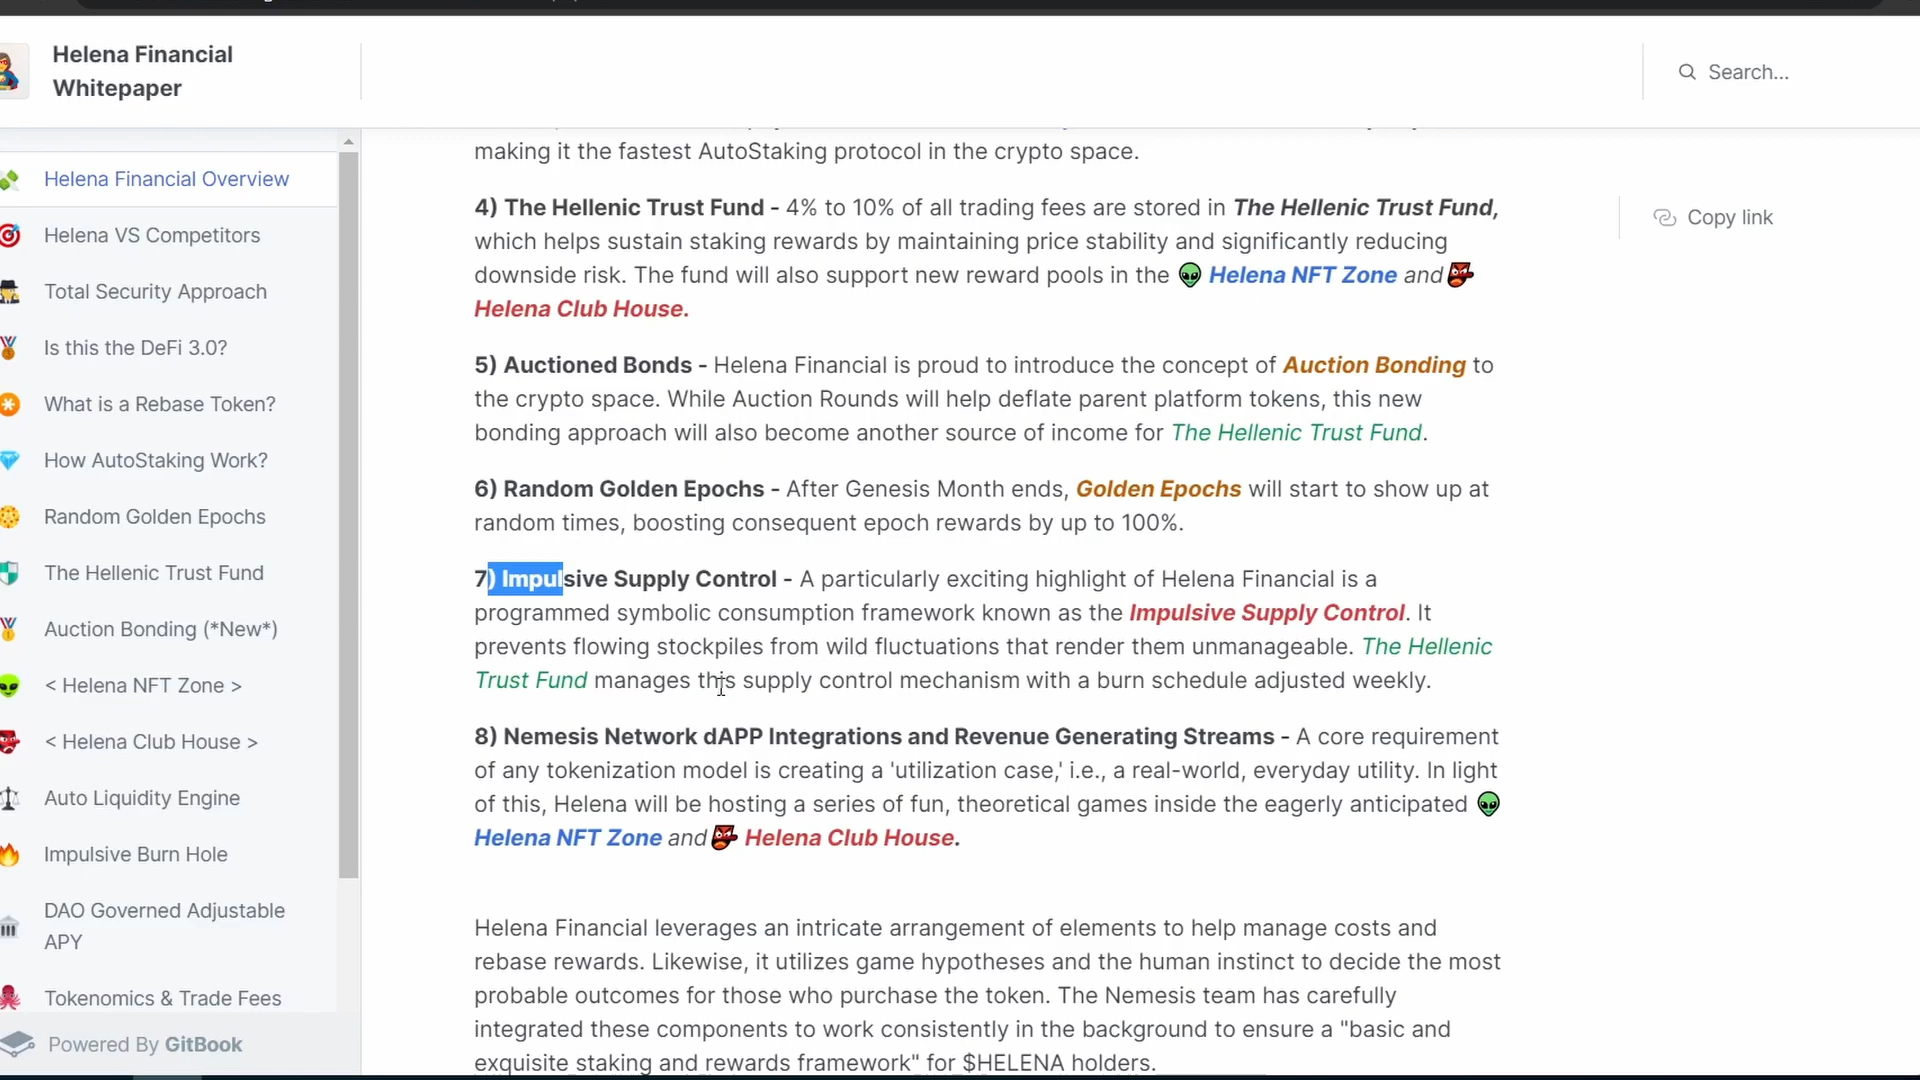 Helena Financial
Whitepaper
Search...
Helena Financial Overview
Helena VS Competitors
Total Security Approach
Is this the DeFi 3.0?
What is a Rebase Token?
How AutoStaking Work?
Random Golden Epochs
The Hellenic Trust Fund
Auction Bonding (*New*)
< Helena NFT Zone >
< Helena Club House >
Auto Liquidity Engine
Impulsive Burn Hole
DAO Governed Adjustable
APY
Tokenomics & Trade Fees
Powered By GitBook
making it the fastest AutoStaking protocol in the crypto space.
4) The Hellenic Trust Fund - 4% to 10% of all trading fees are stored in The Hellenic Trust Fund,
which helps sustain staking rewards by maintaining price stability and significantly reducing
downside risk. The fund will also support new reward pools in the 👽 Helena NFT Zone and 👺
Helena Club House.
5) Auctioned Bonds - Helena Financial is proud to introduce the concept of Auction Bonding to
the crypto space. While Auction Rounds will help deflate parent platform tokens, this new
bonding approach will also become another source of income for The Hellenic Trust Fund.
6) Random Golden Epochs - After Genesis Month ends, Golden Epochs will start to show up at
random times, boosting consequent epoch rewards by up to 100%.
7) Impulsive Supply Control - A particularly exciting highlight of Helena Financial is a
programmed symbolic consumption framework known as the Impulsive Supply Control. It
prevents flowing stockpiles from wild fluctuations that render them unmanageable. The Hellenic
Trust Fund manages this supply control mechanism with a burn schedule adjusted weekly.
8) Nemesis Network dAPP Integrations and Revenue Generating Streams - A core requirement
of any tokenization model is creating a 'utilization case,' i.e., a real-world, everyday utility. In light
of this, Helena will be hosting a series of fun, theoretical games inside the eagerly anticipated 👽
Helena NFT Zone and 👺 Helena Club House.
Helena Financial leverages an intricate arrangement of elements to help manage costs and
rebase rewards. Likewise, it utilizes game hypotheses and the human instinct to decide the most
probable outcomes for those who purchase the token. The Nemesis team has carefully
integrated these components to work consistently in the background to ensure a "basic and
exquisite staking and rewards framework" for $HELENA holders.
Copy link